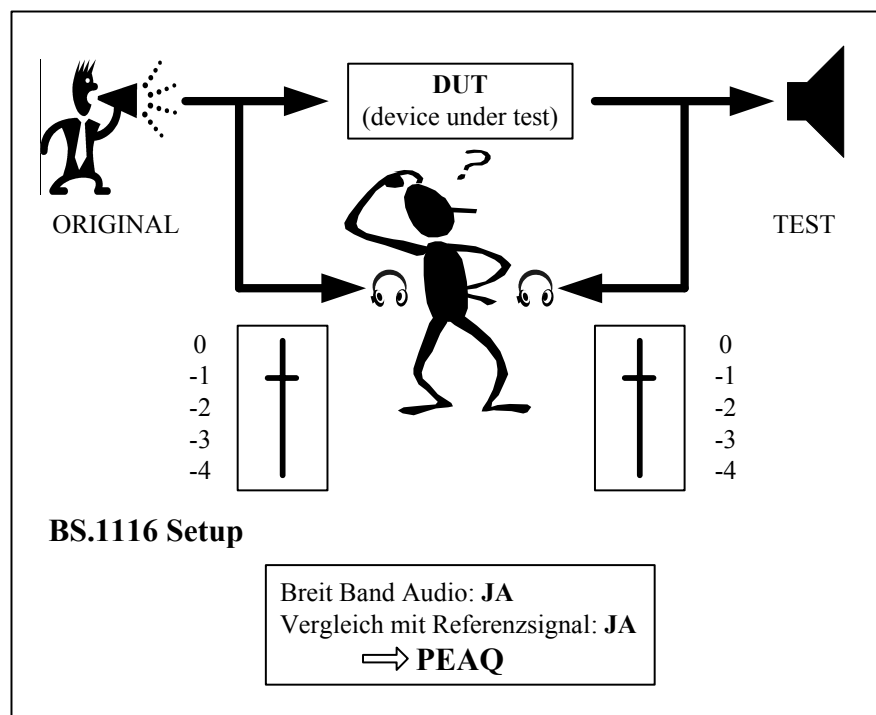 DUT
(device under test)
?
ORIGINAL
TEST
0
-1
-2
-3
-4
0
-1
-2
-3
-4
BS.1116 Setup
Breit Band Audio: JA
Vergleich mit Referenzsignal: JA
⇨ PEAQ